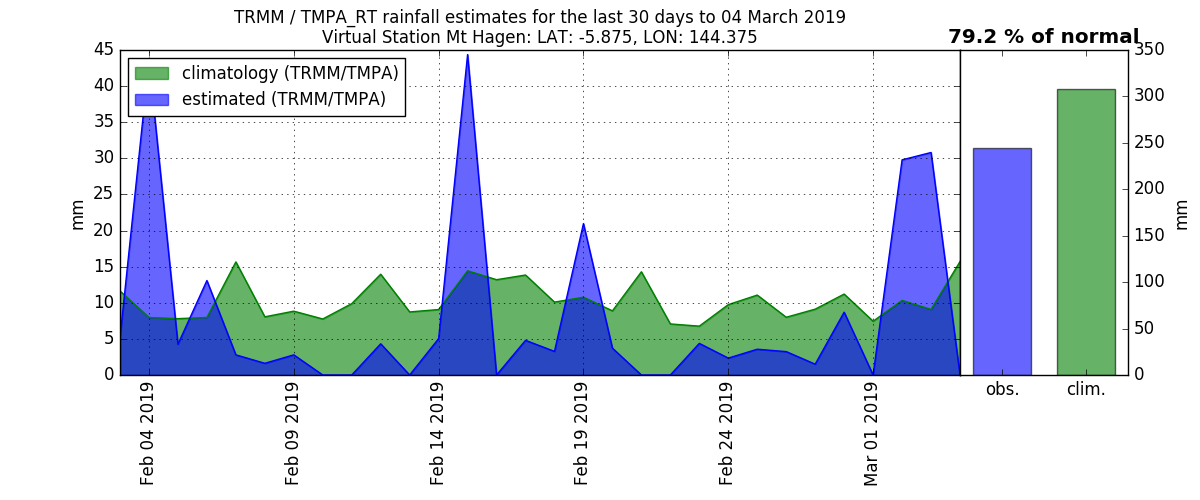 TRMM / TMPA_RT rainfall estimates for the last 30 days to 04 March 2019
Virtual Station Mt Hagen: LAT: -5.875, LON: 144.375
79.2 % of normal
climatology (TRMM/TMPA)
estimated (TRMM/TMPA)
45
40
35
30
25
20
15
10
5
0
mm
Feb 04 2019
Feb 09 2019
Feb 14 2019
Feb 19 2019
Feb 24 2019
Mar 01 2019
350
300
250
200
150
100
50
0
mm
obs.
clim.